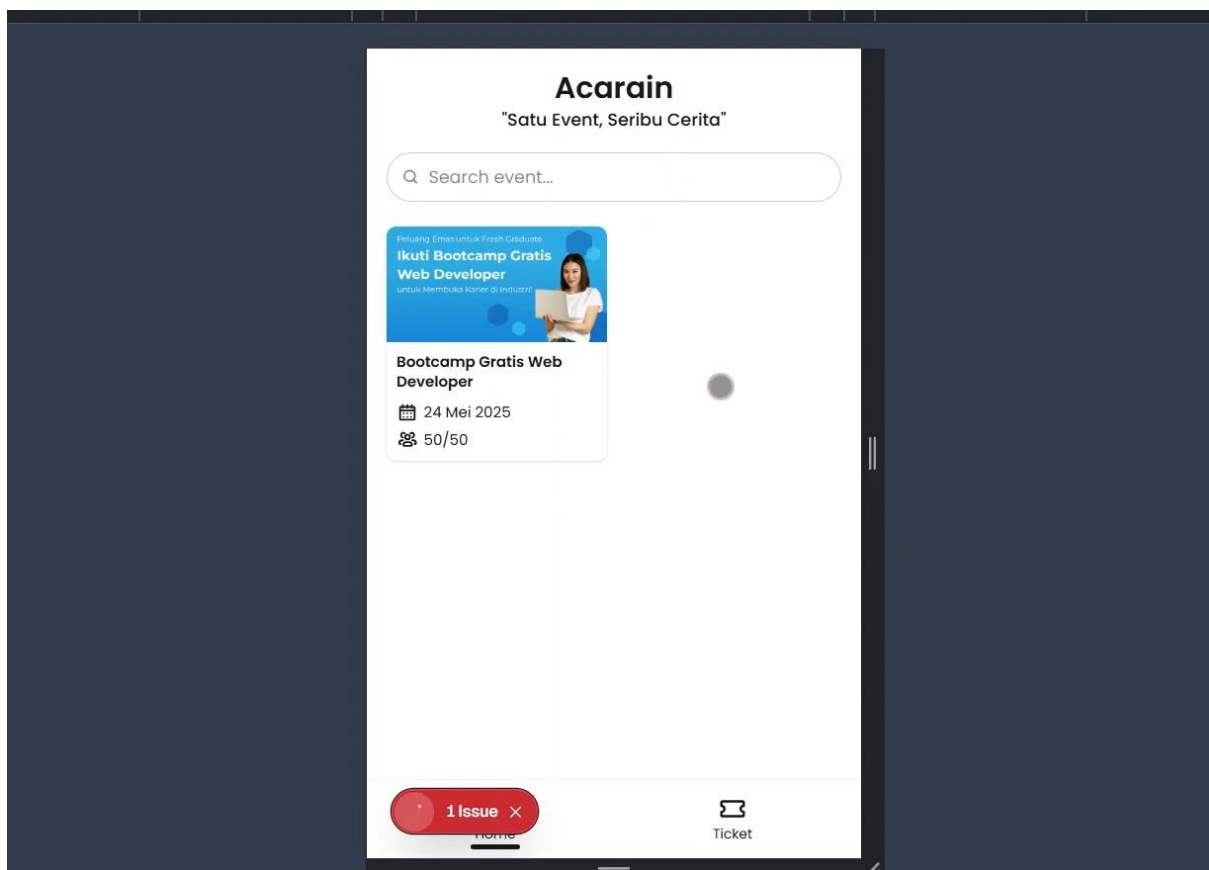 Acarain
"Satu Event, Seribu Cerita"
Search event...
Peluang Emas untuk Fresh Graduate
Ikuti Bootcamp Gratis
Web Developer
untuk Membuka Karier di Industri!
Bootcamp Gratis Web
Developer
24 Mei 2025
50/50
1 Issue
Home
Ticket